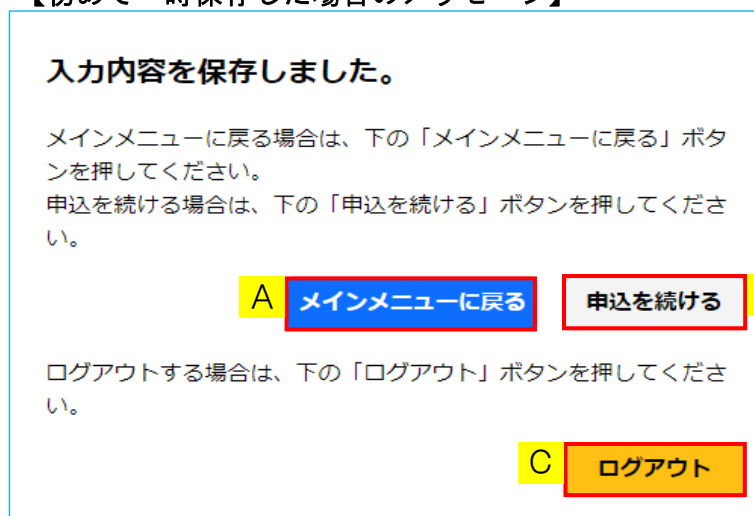 入力内容を保存しました。
メインメニューに戻る場合は、下の「メインメニューに戻る」ボタ
ンを押してください。
申込を続ける場合は、下の「申込を続ける」ボタンを押してくださ
い。
A メインメニューに戻る 申込を続ける
ログアウトする場合は、下の「ログアウト」ボタンを押してくださ
い。
C ログアウト